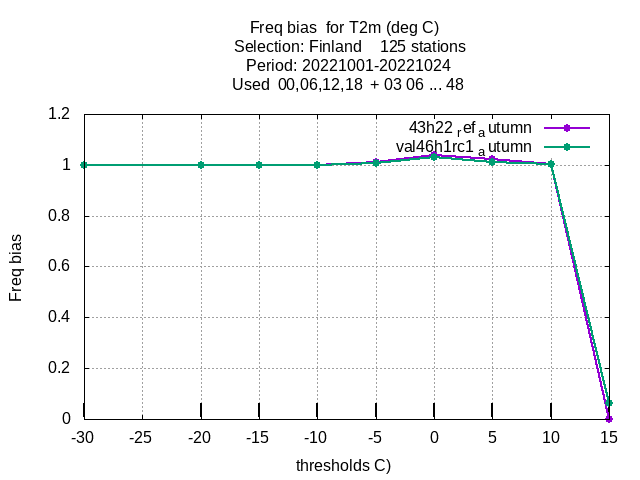 Freq bias  for T2m (deg C)
Selection: Finland    125 stations
Period: 20221001-20221024
Used  00,06,12,18  + 03 06 ... 48
43h22 ref autumn
val46h1rc1 autumn
1.2
1
0.8
0.6
0.4
0.2
0
Freq bias
-30 -25 -20 -15 -10 -5 0 5 10 15
thresholds C)